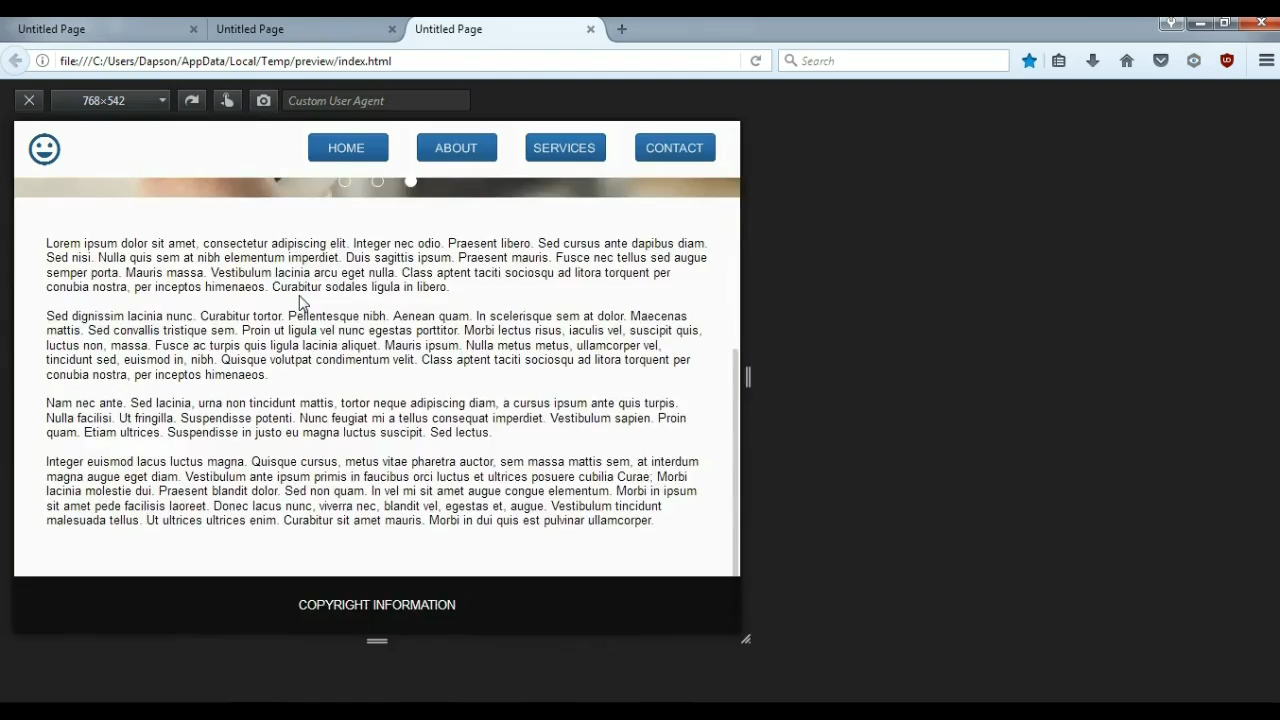 Untitled Page
Untitled Page
Untitled Page
file:///C:/Users/Dapson/AppData/Local/Temp/preview/index.html
Search
768×542
Custom User Agent
HOME
ABOUT
SERVICES
CONTACT
Lorem ipsum dolor sit amet, consectetur adipiscing elit. Integer nec odio. Praesent libero. Sed cursus ante dapibus diam.
Sed nisi. Nulla quis sem at nibh elementum imperdiet. Duis sagittis ipsum. Praesent mauris. Fusce nec tellus sed augue
semper porta. Mauris massa. Vestibulum lacinia arcu eget nulla. Class aptent taciti sociosqu ad litora torquent per
conubia nostra, per inceptos himenaeos. Curabitur sodales ligula in libero.
Sed dignissim lacinia nunc. Curabitur tortor. Pellentesque nibh. Aenean quam. In scelerisque sem at dolor. Maecenas
mattis. Sed convallis tristique sem. Proin ut ligula vel nunc egestas porttitor. Morbi lectus risus, iaculis vel, suscipit quis,
luctus non, massa. Fusce ac turpis quis ligula lacinia aliquet. Mauris ipsum. Nulla metus metus, ullamcorper vel,
tincidunt sed, euismod in, nibh. Quisque volutpat condimentum velit. Class aptent taciti sociosqu ad litora torquent per
conubia nostra, per inceptos himenaeos.
Nam nec ante. Sed lacinia, urna non tincidunt mattis, tortor neque adipiscing diam, a cursus ipsum ante quis turpis.
Nulla facilisi. Ut fringilla. Suspendisse potenti. Nunc feugiat mi a tellus consequat imperdiet. Vestibulum sapien. Proin
quam. Etiam ultrices. Suspendisse in justo eu magna luctus suscipit. Sed lectus.
Integer euismod lacus luctus magna. Quisque cursus, metus vitae pharetra auctor, sem massa mattis sem, at interdum
magna augue eget diam. Vestibulum ante ipsum primis in faucibus orci luctus et ultrices posuere cubilia Curae; Morbi
lacinia molestie dui. Praesent blandit dolor. Sed non quam. In vel mi sit amet augue congue elementum. Morbi in ipsum
sit amet pede facilisis laoreet. Donec lacus nunc, viverra nec, blandit vel, egestas et, augue. Vestibulum tincidunt
malesuada tellus. Ut ultrices ultrices enim. Curabitur sit amet mauris. Morbi in dui quis est pulvinar ullamcorper.
COPYRIGHT INFORMATION